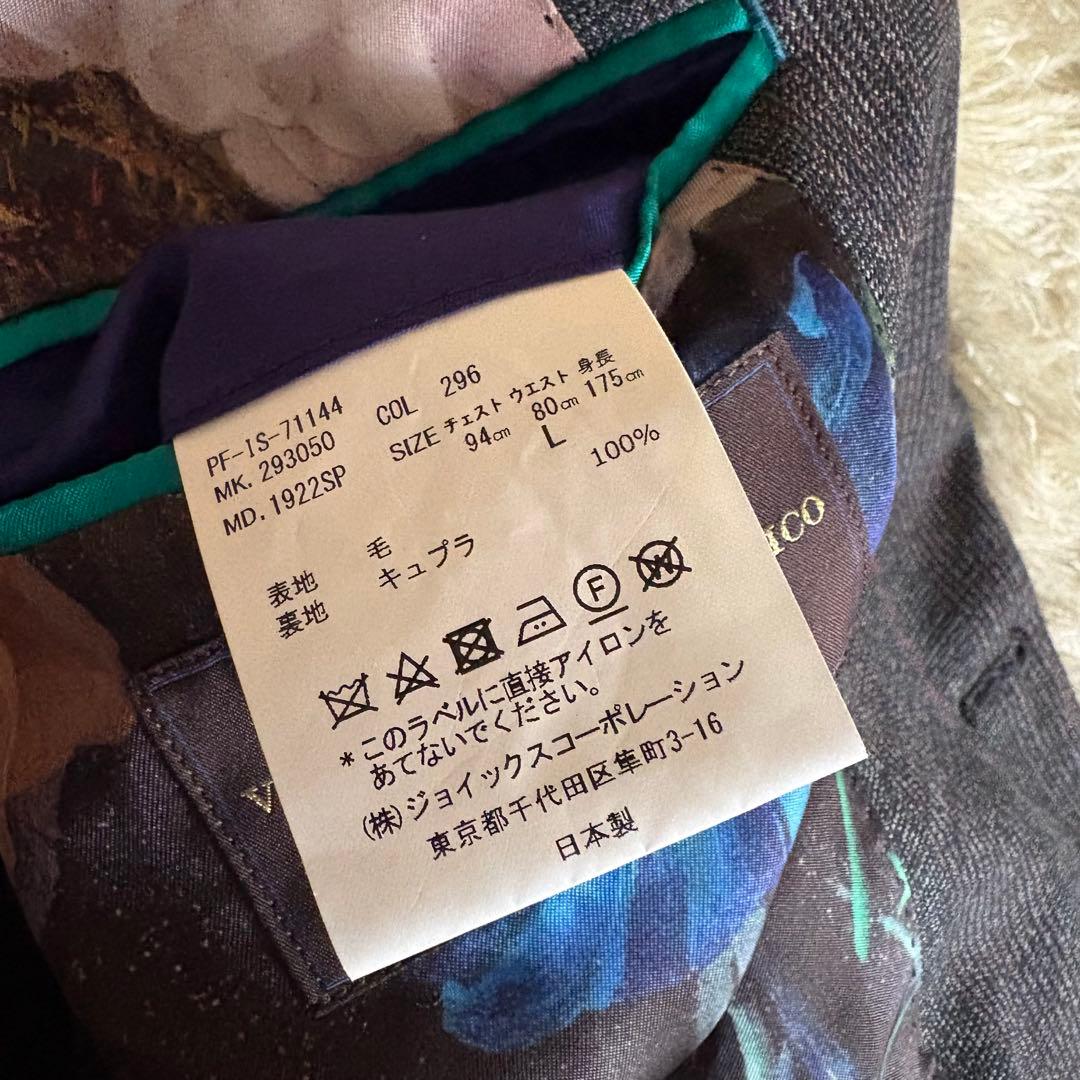 PF-IS-71144 COL 296
MK. 293050 SIZE チェスト ウエスト 身長
MD. 1922SP 94cm 80cm 175cm
L
表地 毛 100%
裏地 キュプラ
F
W
*このラベルに直接アイロンを
あてないでください。
(株)ジョイックスコーポレーション
東京都千代田区隼町3-16
日本製